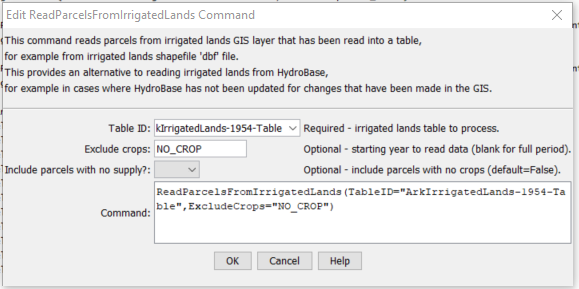 Edit ReadParcelsFromIrrigatedLands Command
This command reads parcels from irrigated lands GIS layer that has been read into a table,
for example from irrigated lands shapefile 'dbf' file.
This provides an alternative to reading irrigated lands from HydroBase,
for example in cases where HydroBase has not been updated for changes that have been made in the GIS.
Table ID: kIrrigatedLands-1954-Table Required - irrigated lands table to process.
Exclude crops: NO_CROP Optional - starting year to read data (blank for full period).
Include parcels with no supply?: Optional - include parcels with no crops (default=False).
ReadParcelsFromIrrigatedLands(TableID="ArkIrrigatedLands-1954-Ta
Command: ble",ExcludeCrops="NO_CROP")
OK Cancel Help